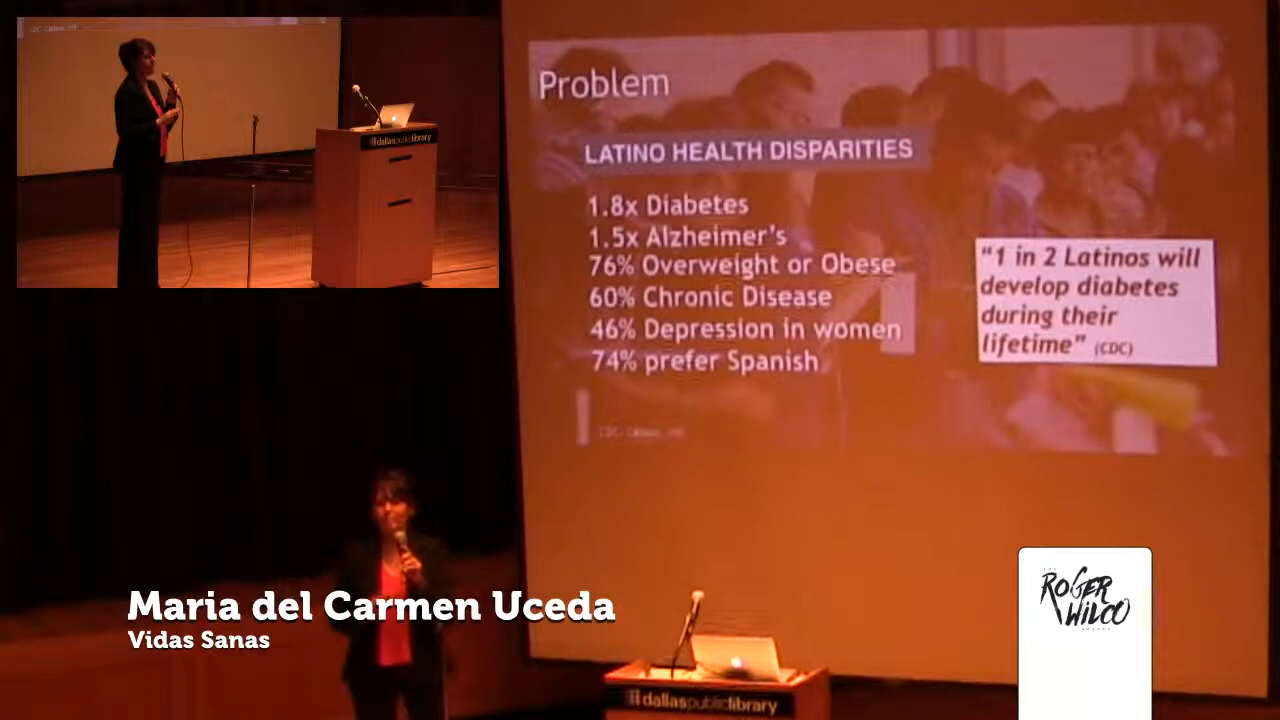 dallaspubliclibrary
Problem
LATINO HEALTH DISPARITIES
1.8x Diabetes
1.5x Alzheimer's
76% Overweight or Obese
60% Chronic Disease
46% Depression in women
74% prefer Spanish
"1 in 2 Latinos will
develop diabetes
during their
lifetime" (CDC)
Maria del Carmen Uceda
Vidas Sanas
ROGER
WILCO
dallaspubliclibrary